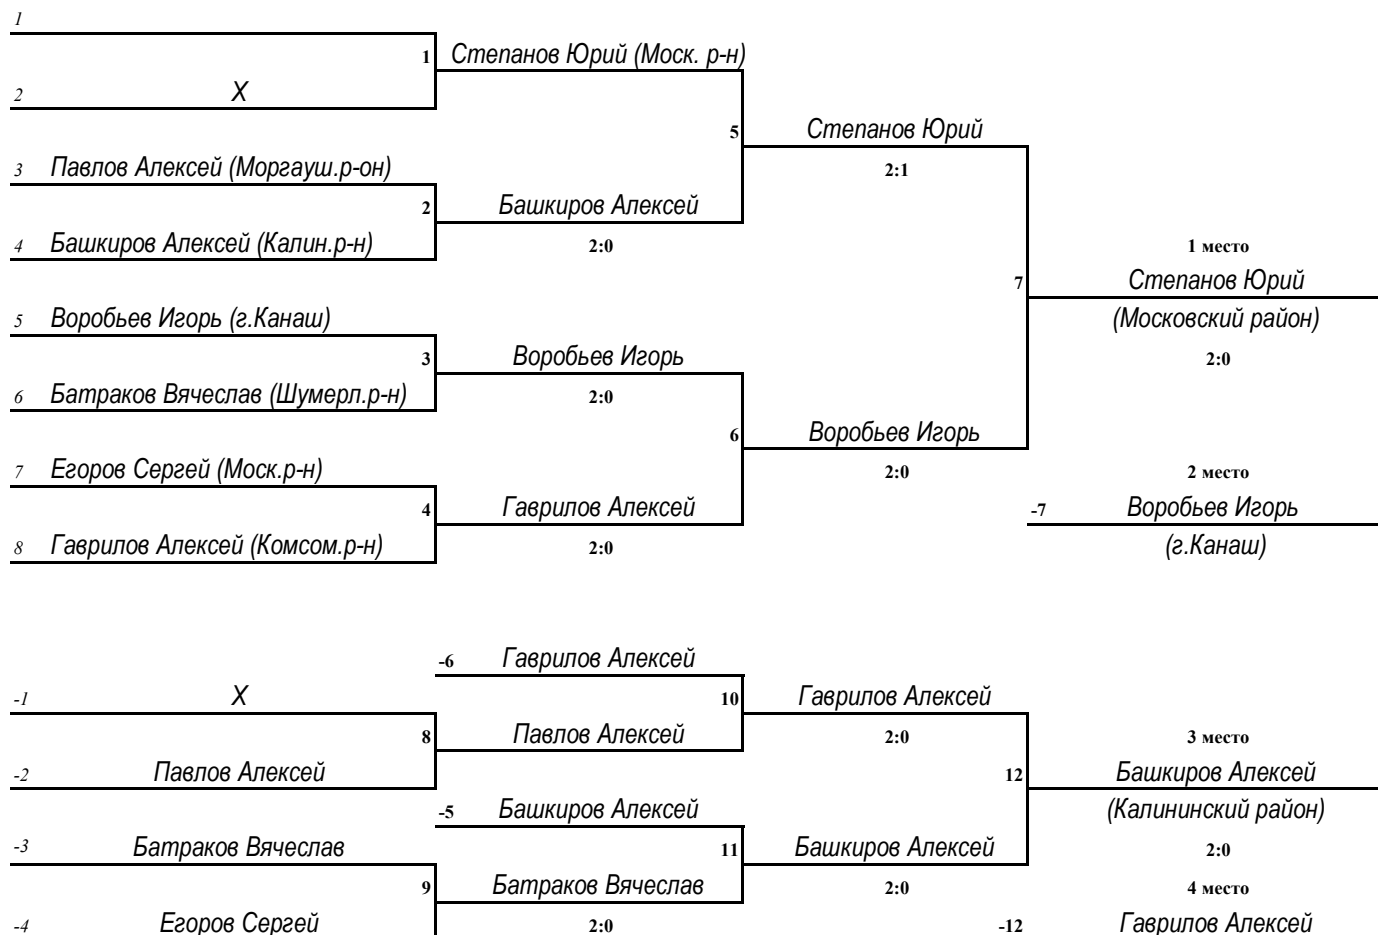 1
1 Степанов Юрий (Моск. р-н)
2 Х
5 Степанов Юрий
3 Павлов Алексей (Моргауш.р-он) 2:1
2 Башкиров Алексей
4 Башкиров Алексей (Калин.р-н) 2:0 1 место
7 Степанов Юрий
5 Воробьев Игорь (г.Канаш) (Московский район)
3 Воробьев Игорь 2:0
6 Батраков Вячеслав (Шумерл.р-н) 2:0
6 Воробьев Игорь
7 Егоров Сергей (Моск.р-н) 2:0 2 место
4 Гаврилов Алексей -7 Воробьев Игорь
8 Гаврилов Алексей (Комсом.р-н) 2:0 (г.Канаш)
-6 Гаврилов Алексей
-1 Х 10 Гаврилов Алексей
8 Павлов Алексей 2:0 3 место
-2 Павлов Алексей 12 Башкиров Алексей
-5 Башкиров Алексей (Калининский район)
-3 Батраков Вячеслав 11 Башкиров Алексей 2:0
9 Батраков Вячеслав 2:0 4 место
-4 Егоров Сергей 2:0 -12 Гаврилов Алексей